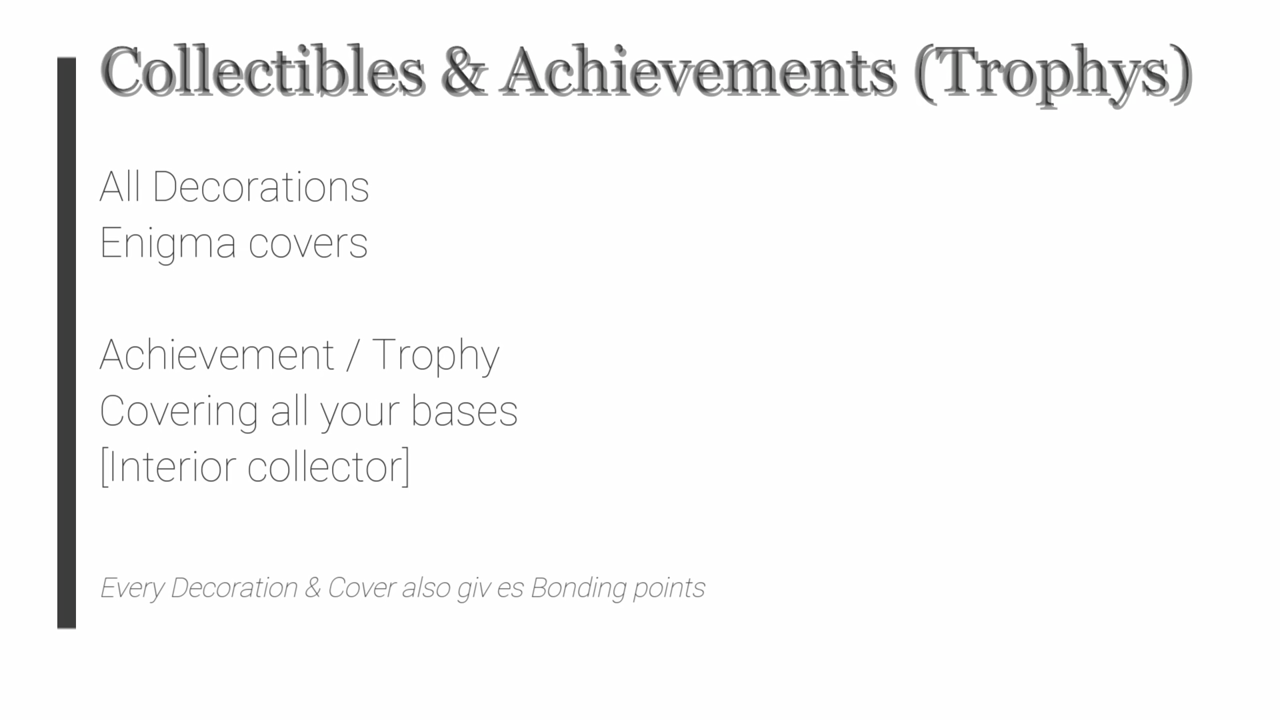 Collectibles & Achievements (Trophys)
All Decorations
Enigma covers
Achievement / Trophy
Covering all your bases
[Interior collector]
Every Decoration & Cover also giv es Bonding points